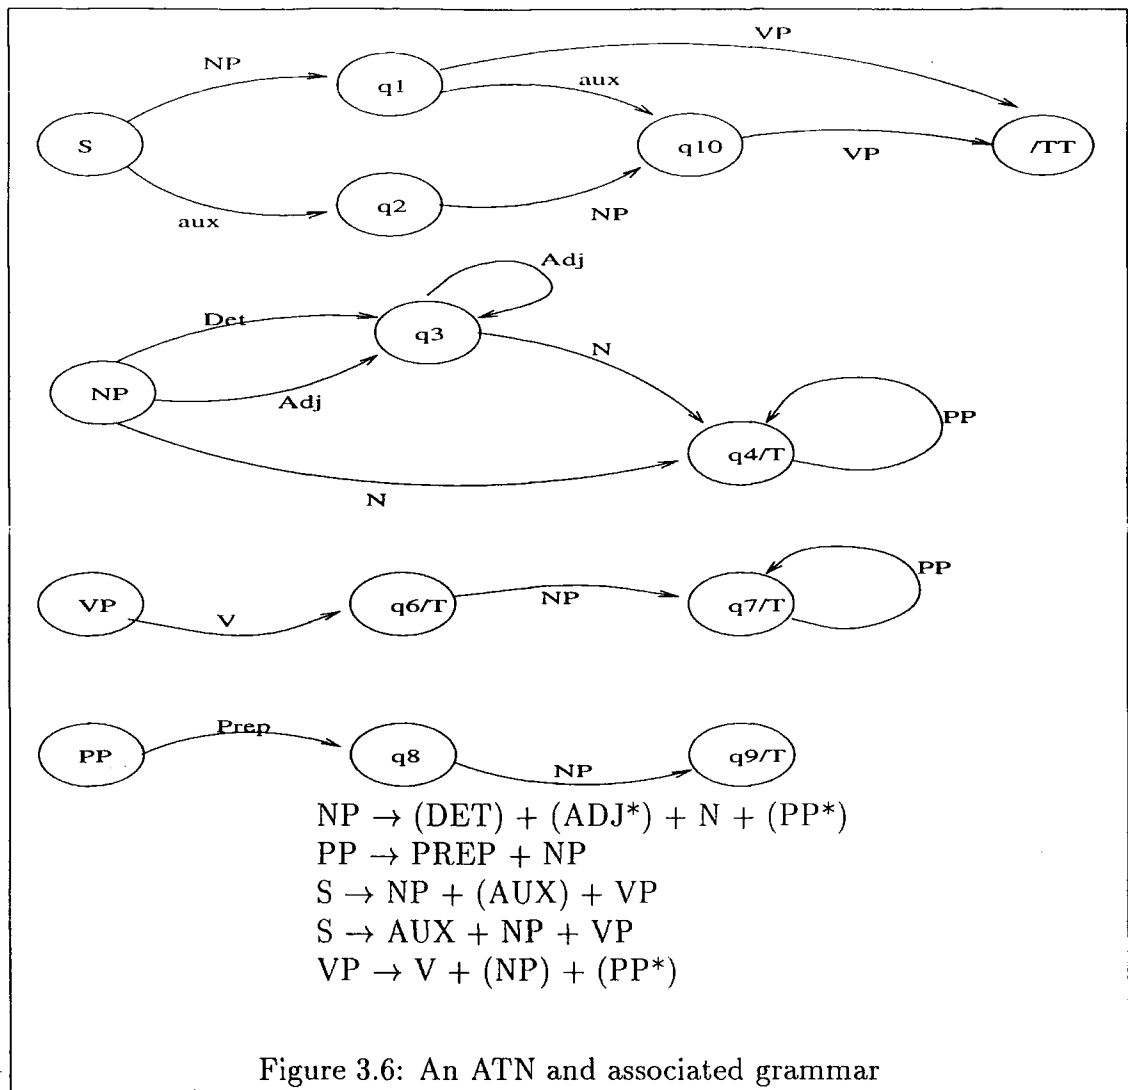 VP
NP
q1
aux
S
q10
VP
/TT
aux
q2
NP
Adj
Det
q3
N
NP
Adj
PP
q4/T
N
PP
VP
V
q6/T
NP
q7/T
Prep
PP
q8
NP
q9/T
NP → (DET) + (ADJ*) + N + (PP*)
PP → PREP + NP
S → NP + (AUX) + VP
S → AUX + NP + VP
VP → V + (NP) + (PP*)
Figure 3.6: An ATN and associated grammar